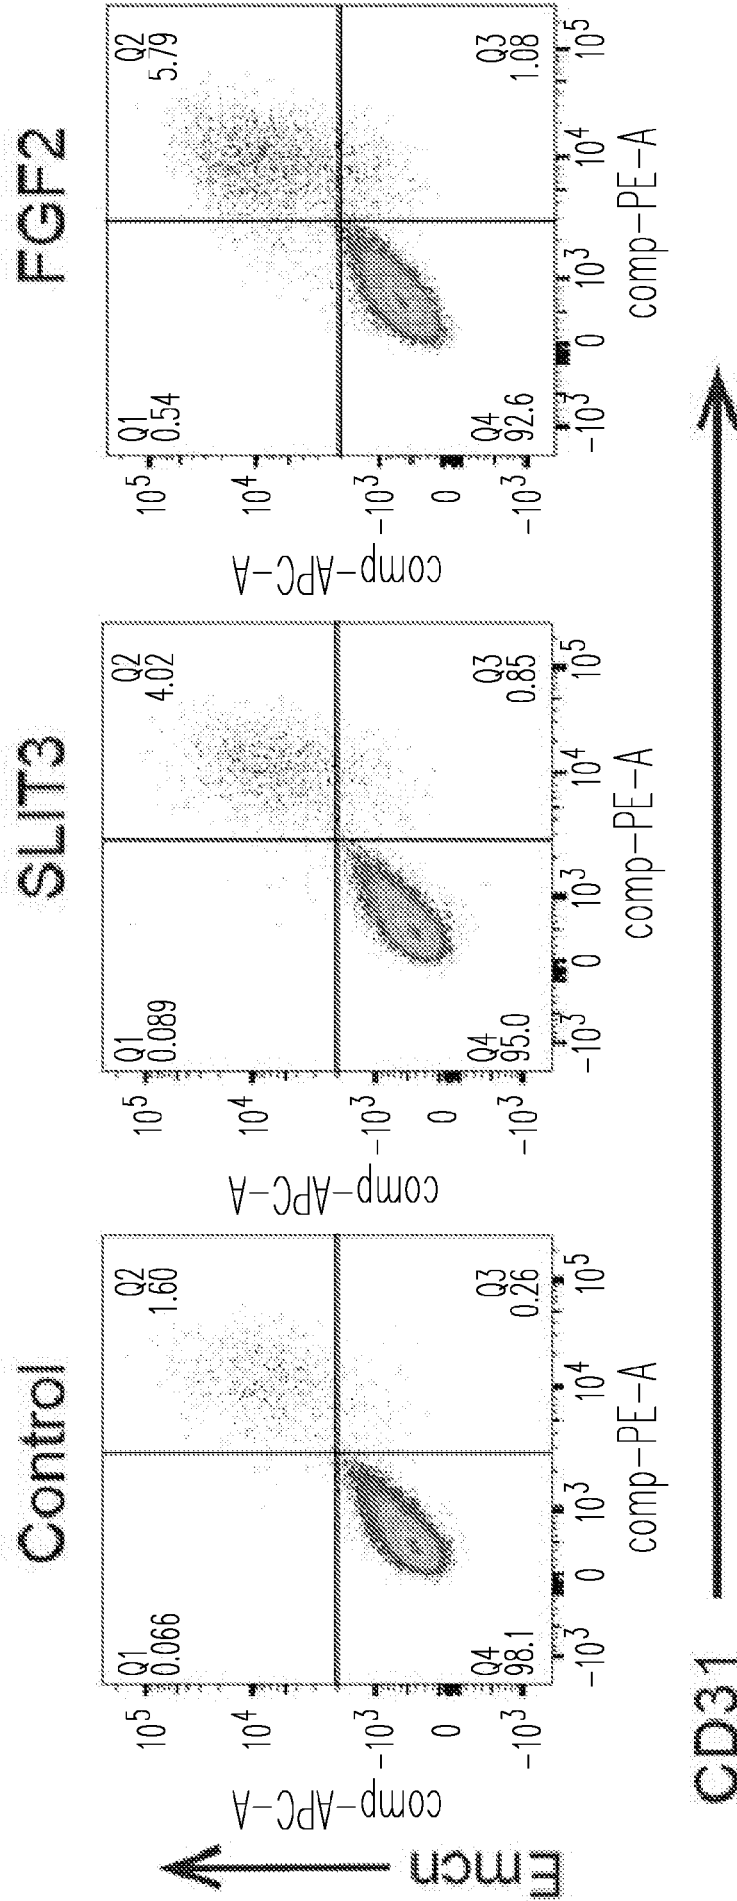 Control
SLIT3
FGF2
Emcn
comp-APC-A
10⁵
10⁴
-10³
0
-10³
Q1
0.066
Q2
1.60
Q4
98.1
Q3
0.26
-10³ 0 10³ 10⁴ 10⁵
comp-PE-A
comp-APC-A
10⁵
10⁴
-10³
0
-10³
Q1
0.089
Q2
4.02
Q4
95.0
Q3
0.85
-10³ 0 10³ 10⁴ 10⁵
comp-PE-A
comp-APC-A
10⁵
10⁴
-10³
0
-10³
Q1
0.54
Q2
5.79
Q4
92.6
Q3
1.08
-10³ 0 10³ 10⁴ 10⁵
comp-PE-A
CD31